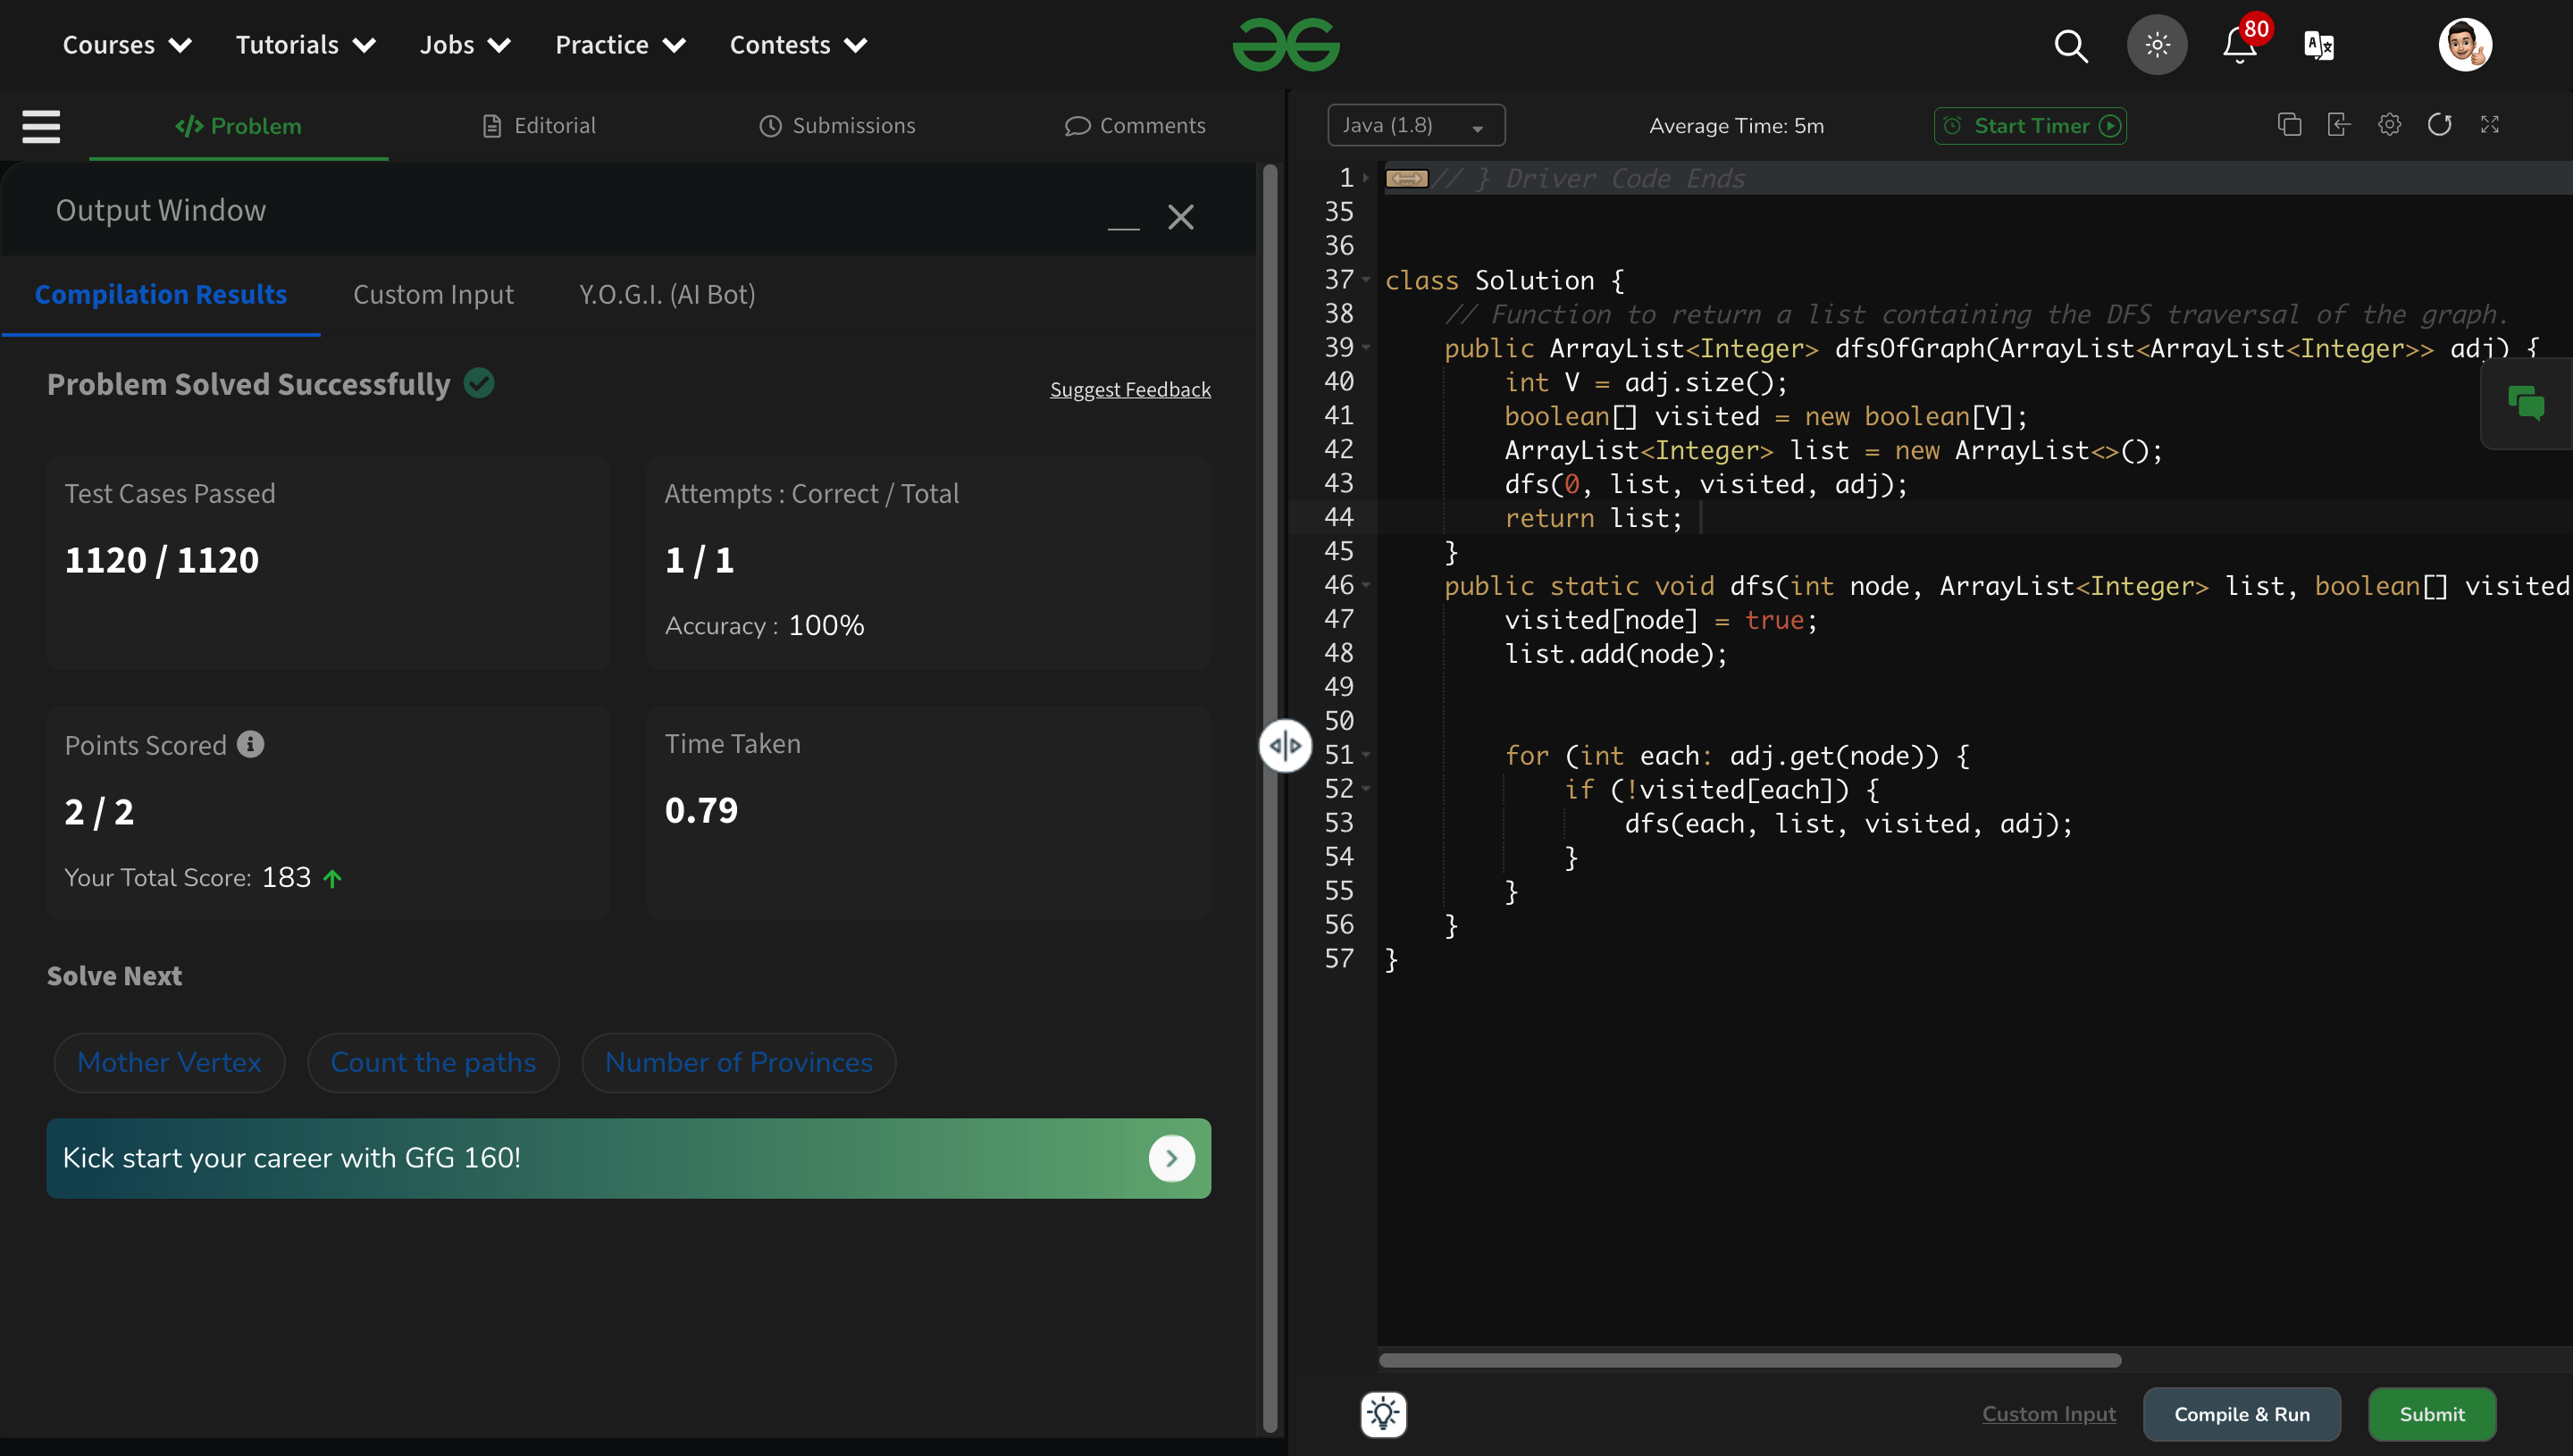 Courses Tutorials Jobs Practice Contests 80
Problem Editorial Submissions Comments
Output Window
Compilation Results Custom Input Y.O.G.I. (AI Bot)
Problem Solved Successfully
Suggest Feedback
Test Cases Passed
1120 / 1120
Attempts : Correct / Total
1 / 1
Accuracy : 100%
Points Scored
2 / 2
Your Total Score: 183
Time Taken
0.79
Solve Next
Mother Vertex Count the paths Number of Provinces
Kick start your career with GfG 160!
Java (1.8) Average Time: 5m Start Timer
1 // } Driver Code Ends
35
36
37 class Solution {
38 // Function to return a list containing the DFS traversal of the graph.
39 public ArrayList<Integer> dfsOfGraph(ArrayList<ArrayList<Integer>> adj) {
40 int V = adj.size();
41 boolean[] visited = new boolean[V];
42 ArrayList<Integer> list = new ArrayList<>();
43 dfs(0, list, visited, adj);
44 return list;
45 }
46 public static void dfs(int node, ArrayList<Integer> list, boolean[] visited
47 visited[node] = true;
48 list.add(node);
49
50
51 for (int each: adj.get(node)) {
52 if (!visited[each]) {
53 dfs(each, list, visited, adj);
54 }
55 }
56 }
57 }
Custom Input Compile & Run Submit